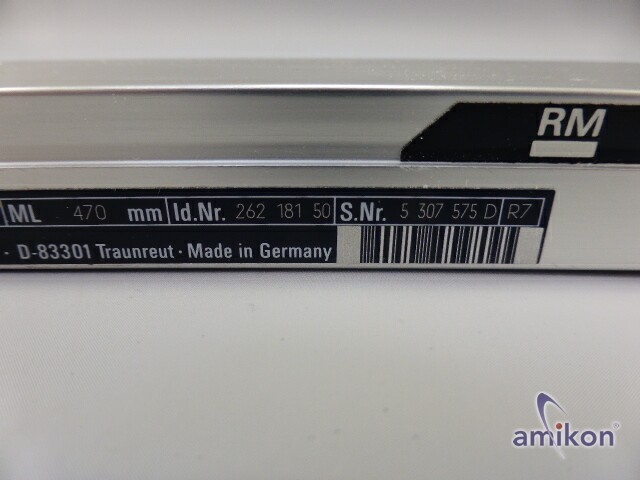 RM
ML 470 mm Id.Nr. 262 181 50 S.Nr. 5 307 575 D R7
· D-83301 Traunreut · Made in Germany
amikon